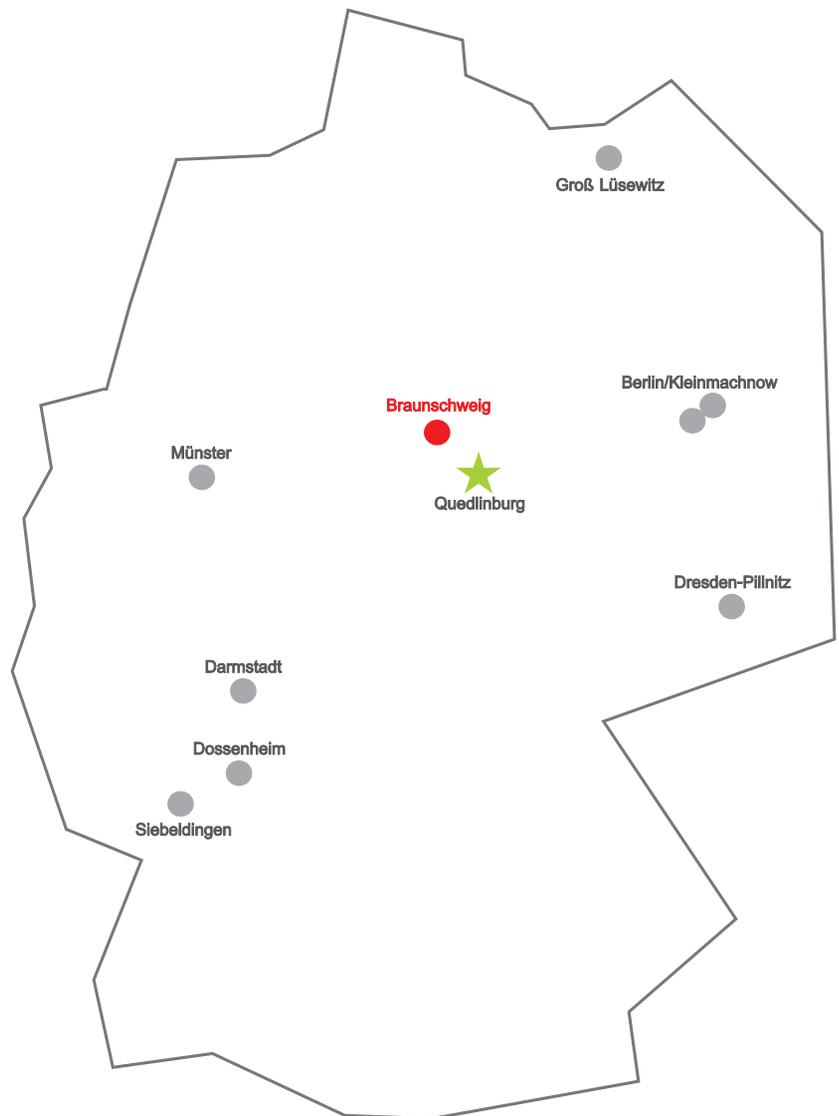 Groß Lüsewitz
Berlin/Kleinmachnow
Braunschweig
Münster
Quedlinburg
Dresden-Pillnitz
Darmstadt
Dossenheim
Siebeldingen